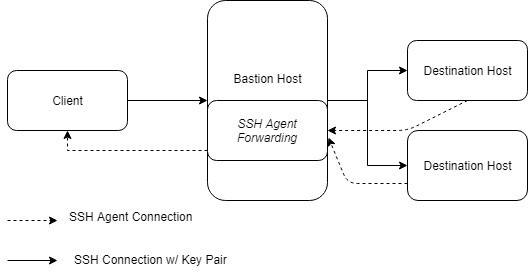 Client
Bastion Host
SSH Agent
Forwarding
Destination Host
Destination Host
SSH Agent Connection
SSH Connection w/ Key Pair